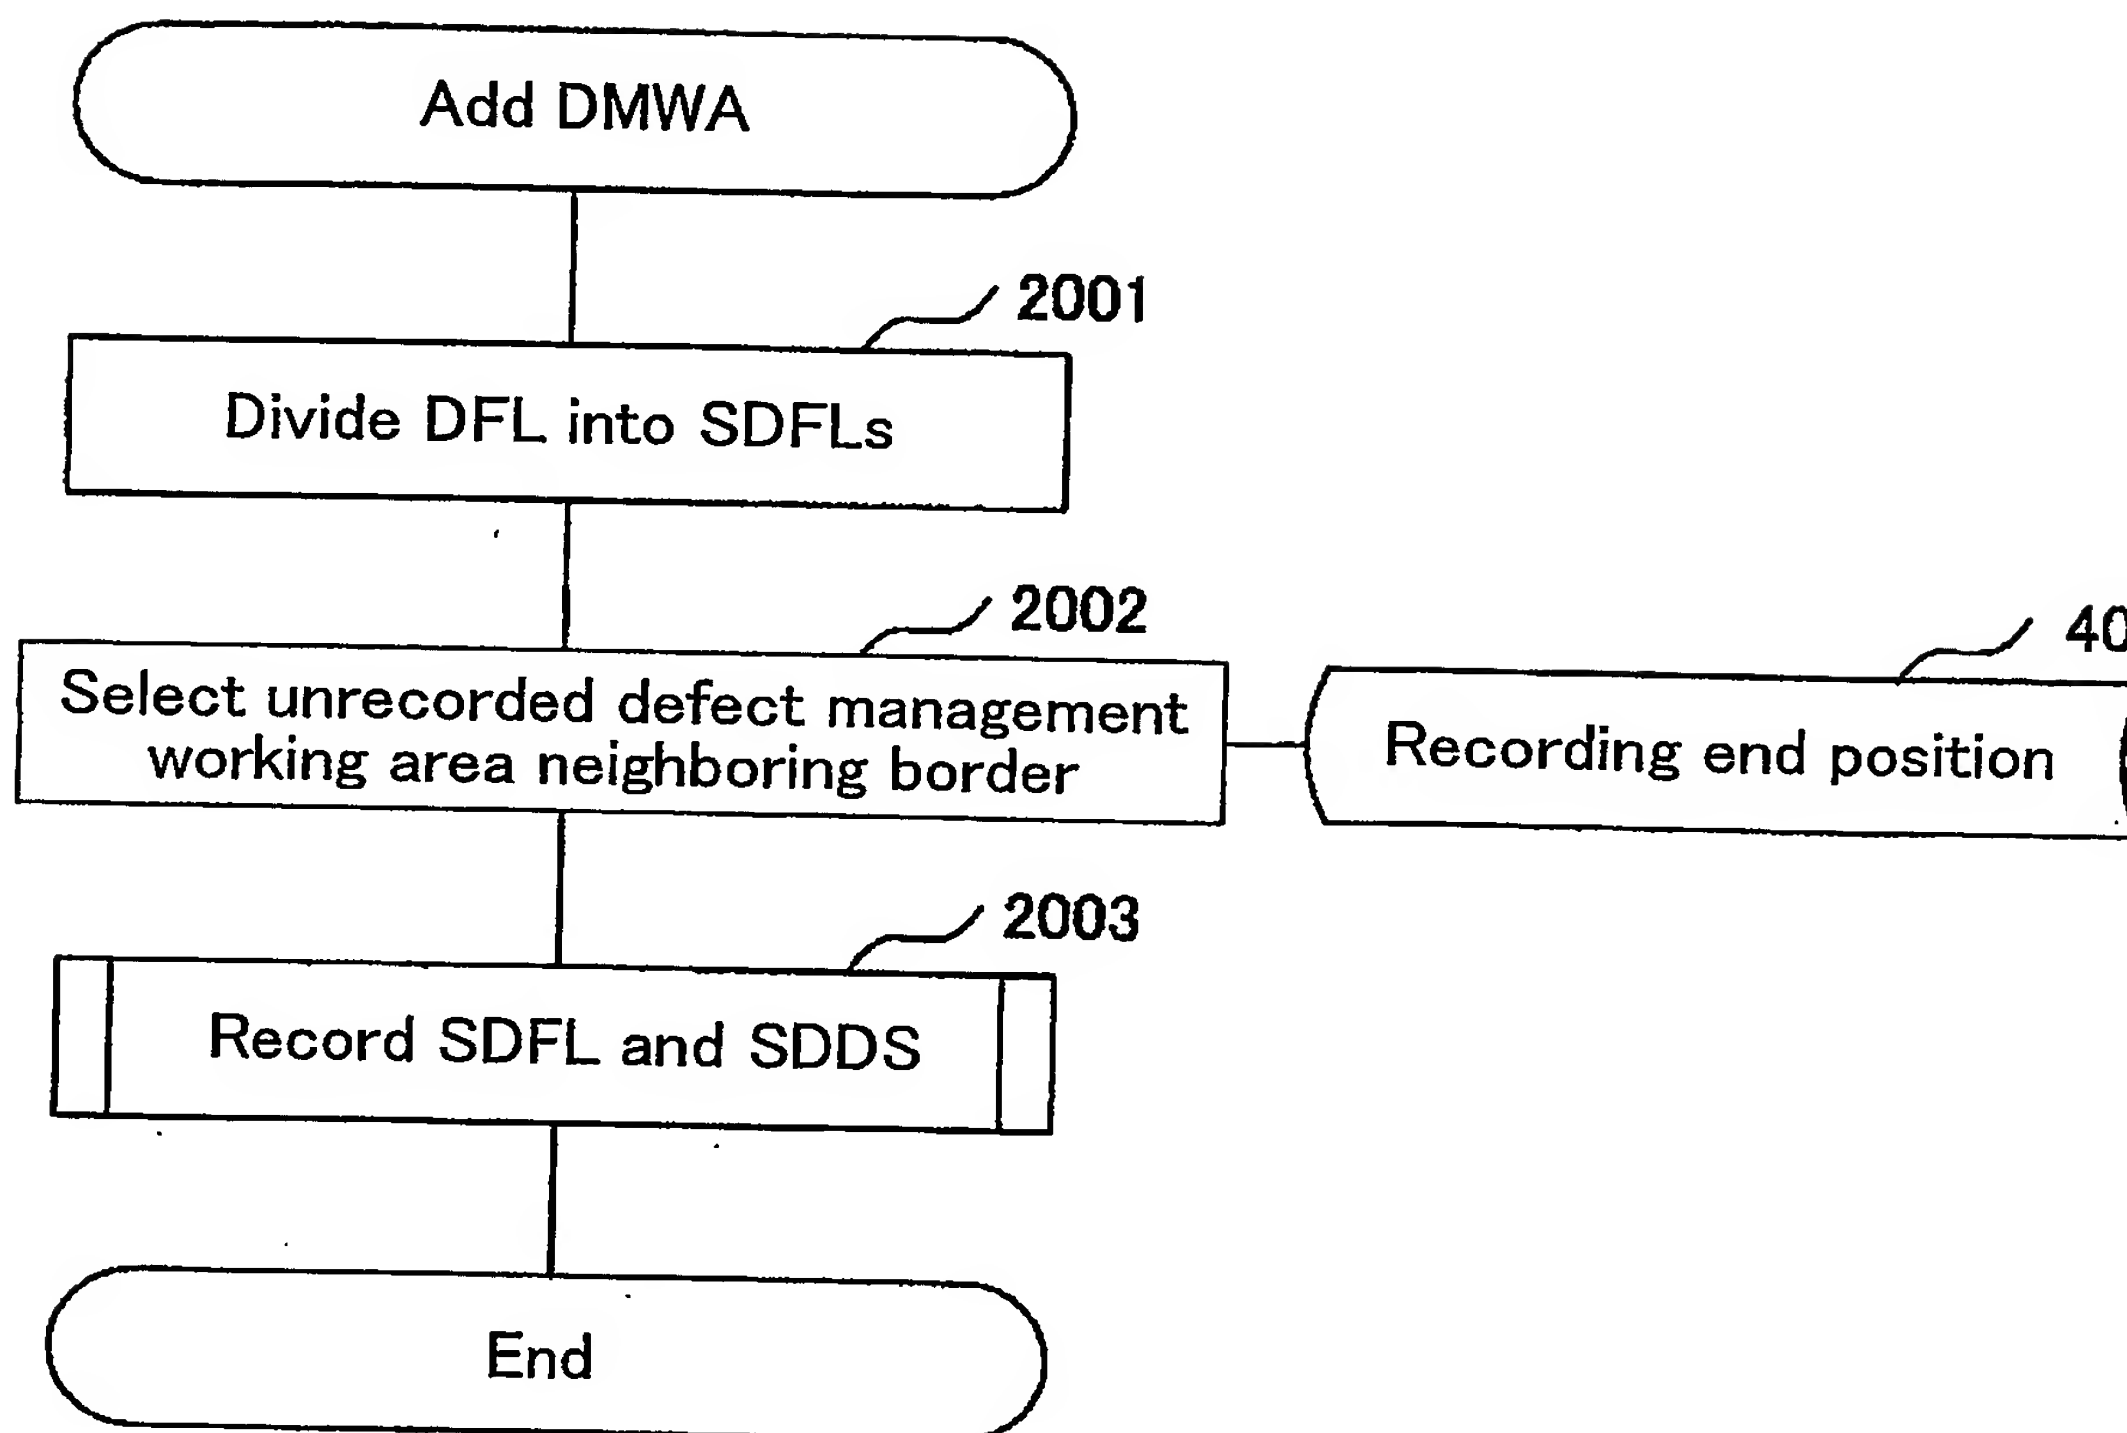 Add DMWA
2001
Divide DFL into SDFLs
2002
Select unrecorded defect management
working area neighboring border
40
Recording end position
2003
Record SDFL and SDDS
End